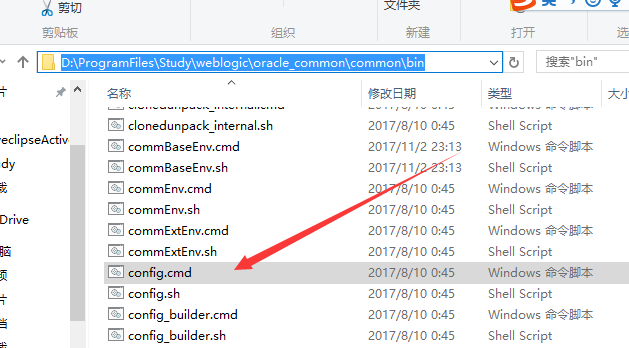 剪切
文件夹
剪贴板
组织
新建
打开
D:\ProgramFiles\Study\weblogic\oracle_common\common\bin
搜索"bin"
名称
修改日期
类型
大小
clonedunpack_internal.cmd 2017/8/10 0:45 Windows 命令脚本
clonedunpack_internal.sh 2017/8/10 0:45 Shell Script
commBaseEnv.cmd 2017/11/2 23:13 Windows 命令脚本
commBaseEnv.sh 2017/11/2 23:13 Shell Script
commEnv.cmd 2017/8/10 0:45 Windows 命令脚本
commEnv.sh 2017/8/10 0:45 Shell Script
commExtEnv.cmd 2017/8/10 0:45 Windows 命令脚本
commExtEnv.sh 2017/8/10 0:45 Shell Script
config.cmd 2017/8/10 0:45 Windows 命令脚本
config.sh 2017/8/10 0:45 Shell Script
config_builder.cmd 2017/8/10 0:45 Windows 命令脚本
config_builder.sh 2017/8/10 0:45 Shell Script
片
yeclipseActive
udy
载
Drive
脑
频
片
档
载